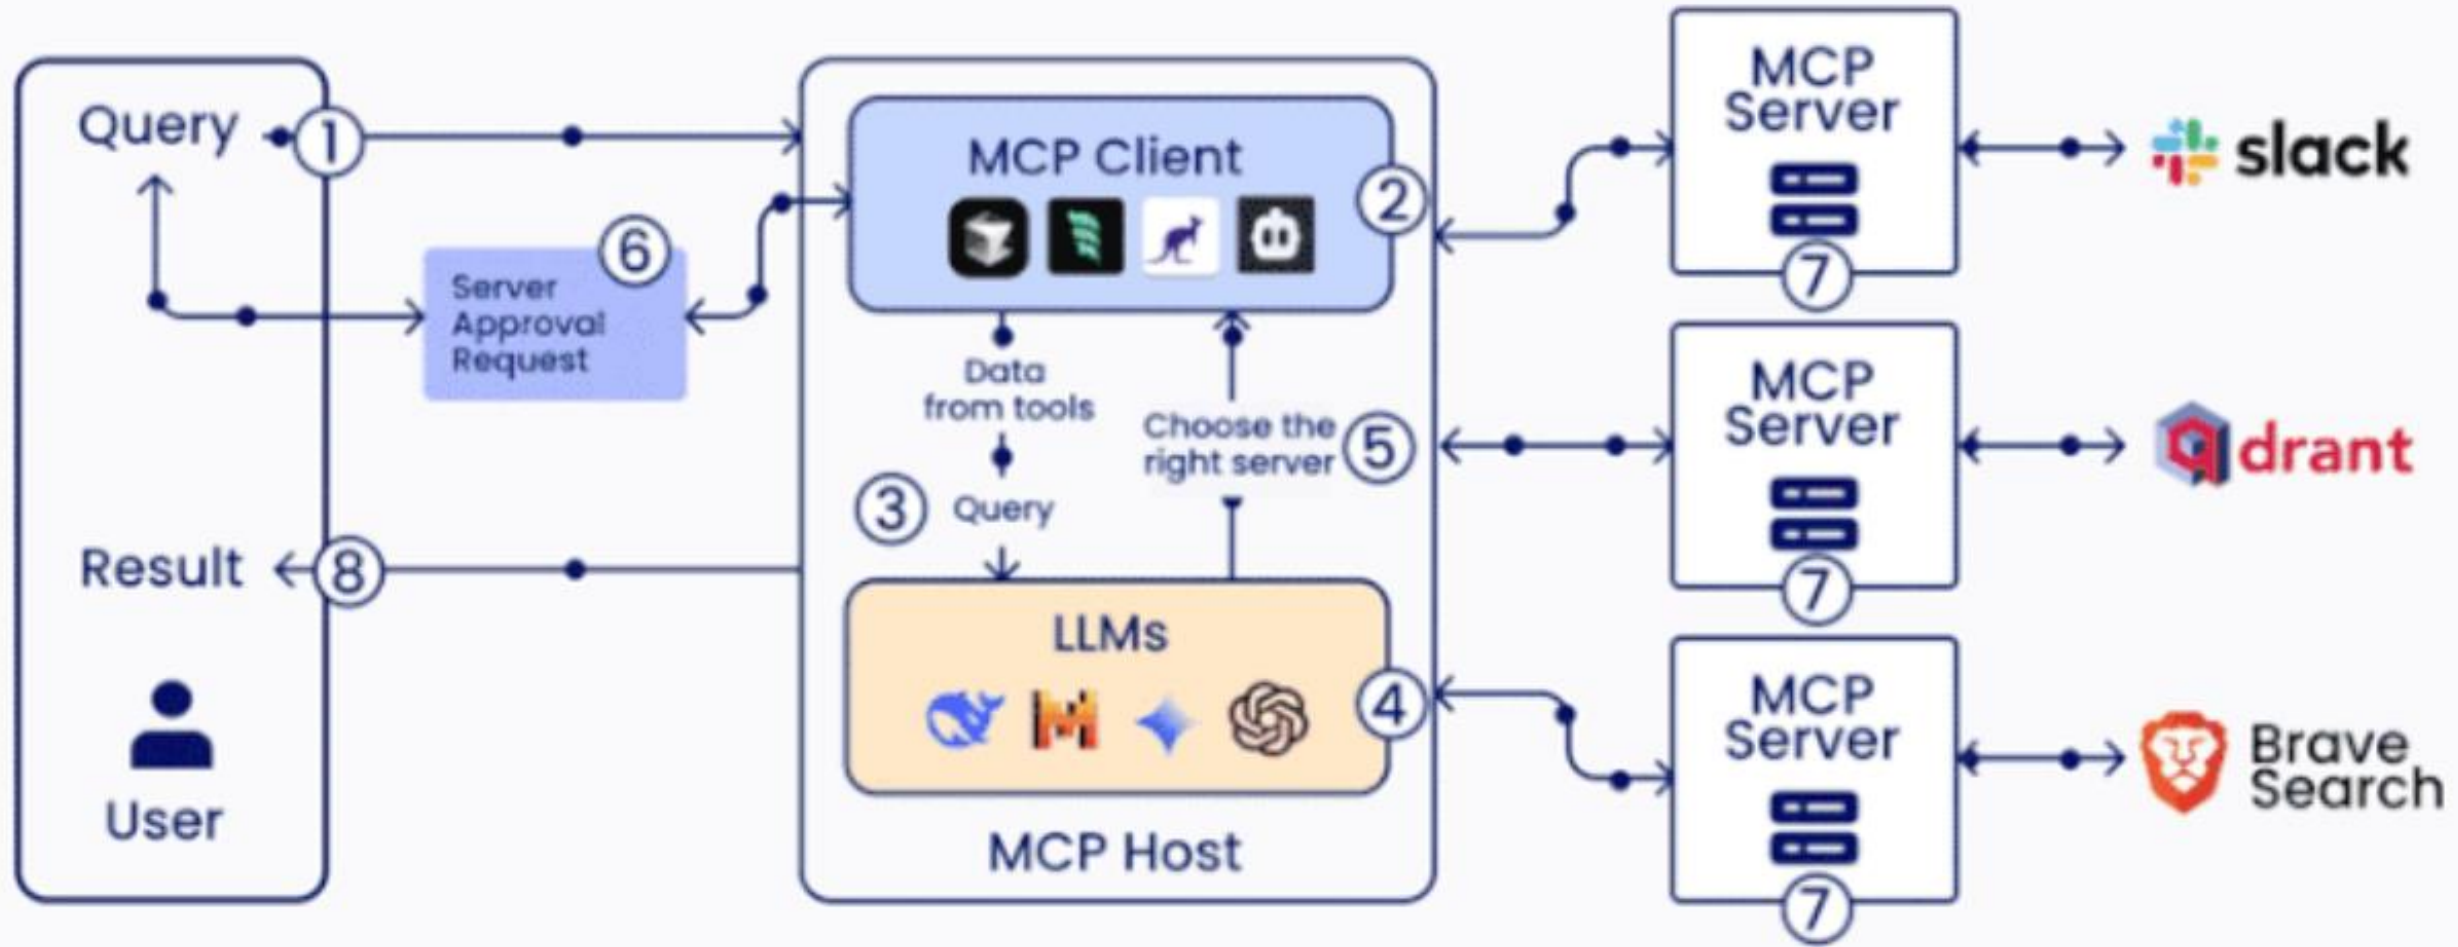 Query
1
6
Server
Approval
Request
Result
8
User
MCP Client
2
Data
from tools
Choose the
right server
5
3
Query
LLMs
4
MCP Host
MCP
Server
7
slack
MCP
Server
7
qdrant
MCP
Server
7
Brave
Search